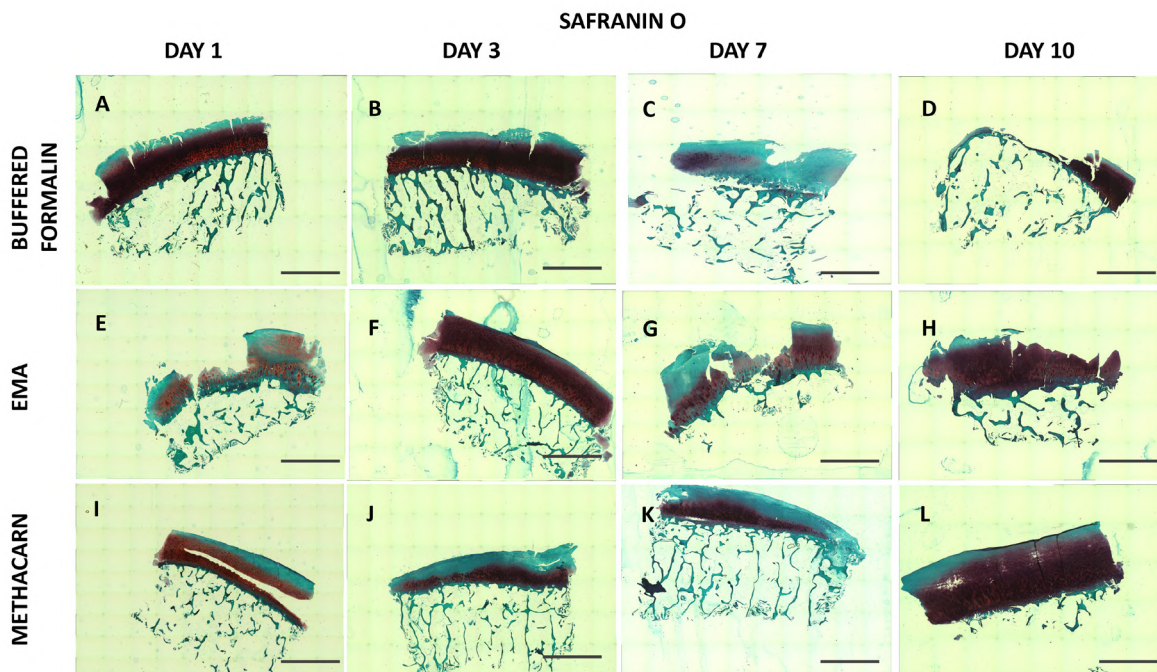 SAFRANIN O
DAY 1 DAY 3 DAY 7 DAY 10
BUFFERED
FORMALIN
A B C D
EMA
E F G H
METHACARN
I J K L